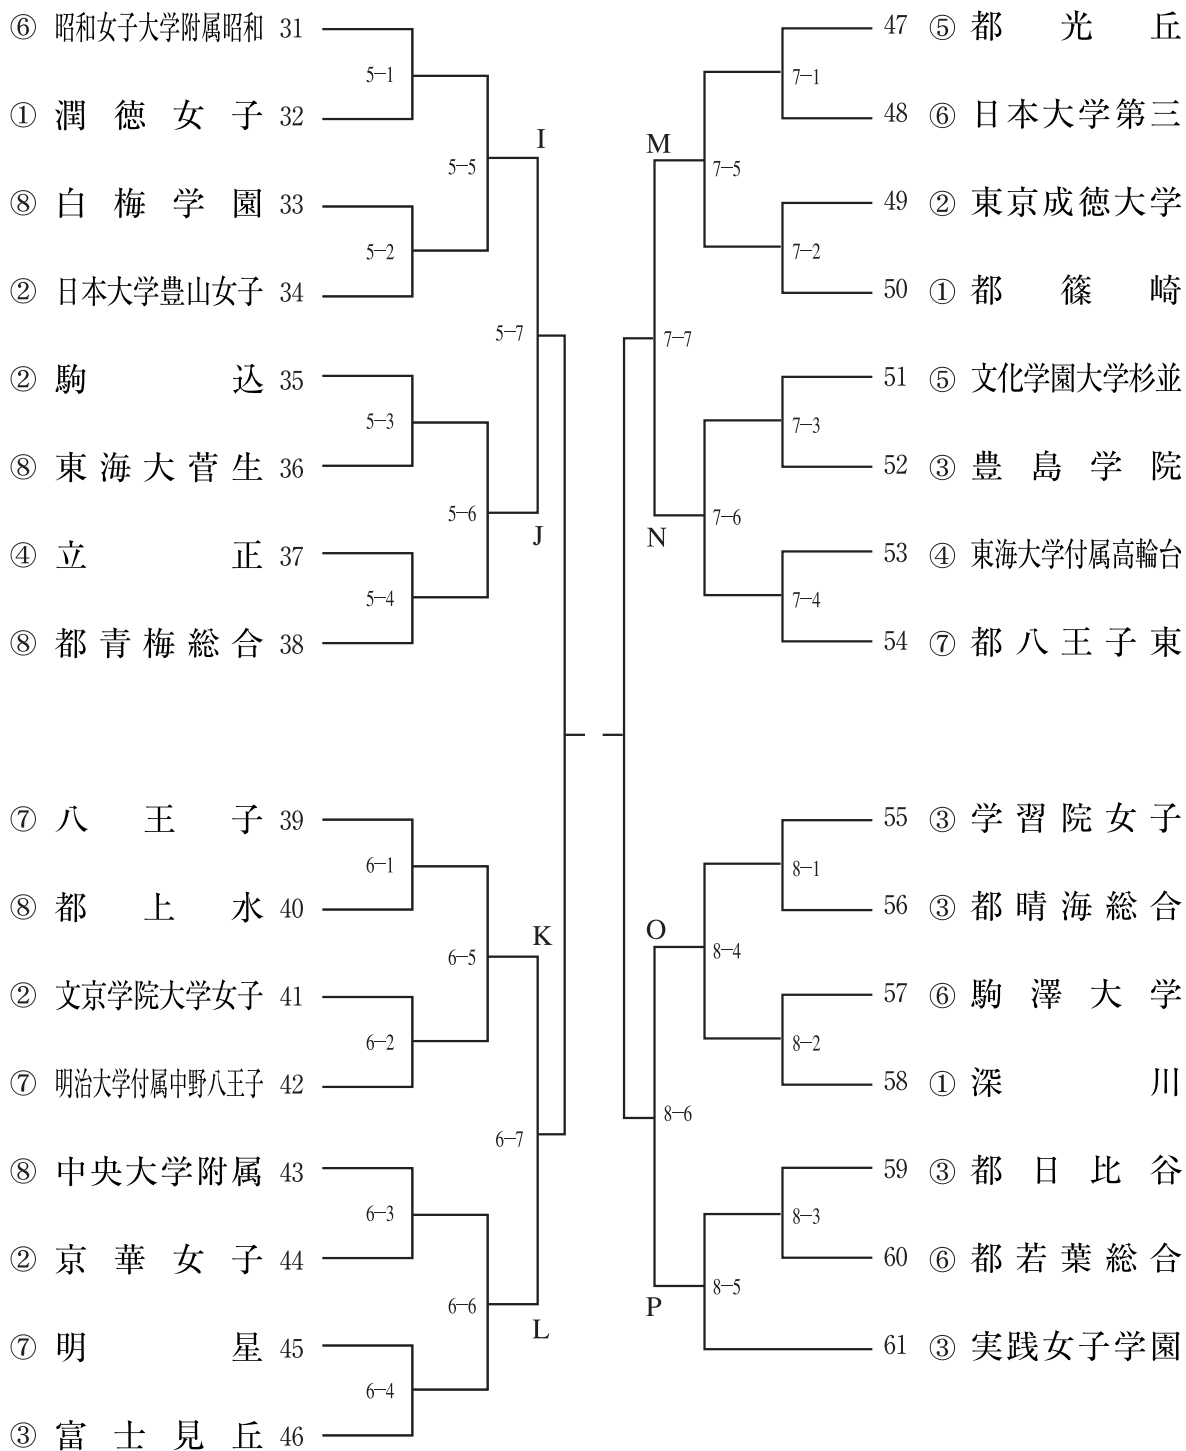 ⑥ 昭和女子大学附属昭和 31
5−1
① 潤徳女子 32
I
5−5
⑧ 白梅学園 33
5−2
② 日本大学豊山女子 34
5−7
② 駒込 35
5−3
⑧ 東海大菅生 36
5−6
J
④ 立正 37
5−4
⑧ 都青梅総合 38
⑦ 八王子 39
6−1
⑧ 都上水 40
K
6−5
② 文京学院大学女子 41
6−2
⑦ 明治大学付属中野八王子 42
6−7
⑧ 中央大学附属 43
6−3
② 京華女子 44
6−6
L
⑦ 明星 45
6−4
③ 富士見丘 46
47 ⑤ 都光丘
7−1
48 ⑥ 日本大学第三
M
7−5
49 ② 東京成徳大学
7−2
50 ① 都篠崎
7−7
51 ⑤ 文化学園大学杉並
7−3
52 ③ 豊島学院
7−6
N
53 ④ 東海大学付属高輪台
7−4
54 ⑦ 都八王子東
55 ③ 学習院女子
8−1
56 ③ 都晴海総合
O
8−4
57 ⑥ 駒澤大学
8−2
58 ① 深川
8−6
59 ③ 都日比谷
8−3
60 ⑥ 都若葉総合
8−5
P
61 ③ 実践女子学園